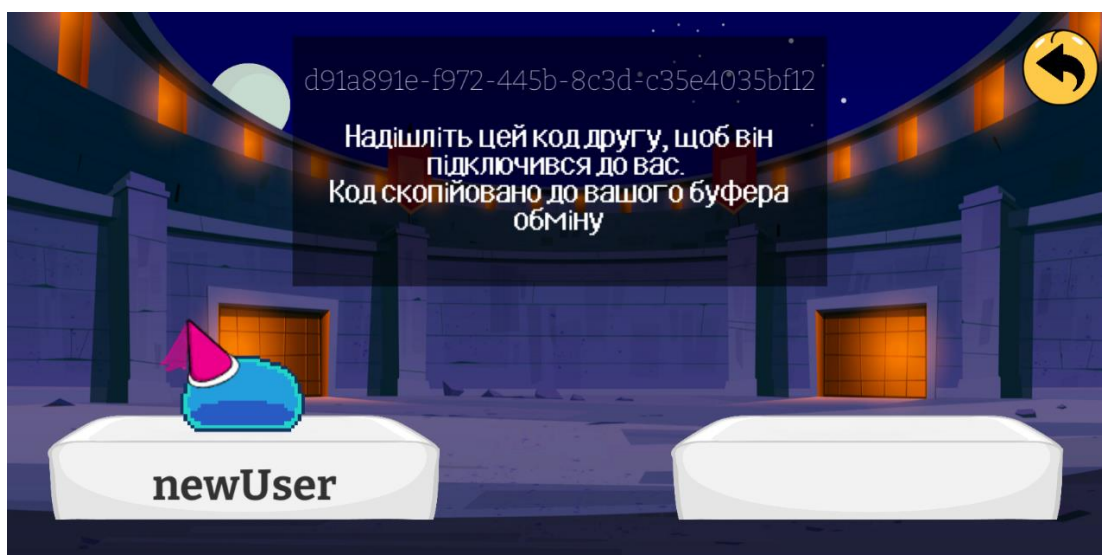 d91a891e-f972-445b-8c3d-c35e4035bf12
Надішліть цей код другу, щоб він
підключився до вас.
Код скопійовано до вашого буфера
обміну
newUser